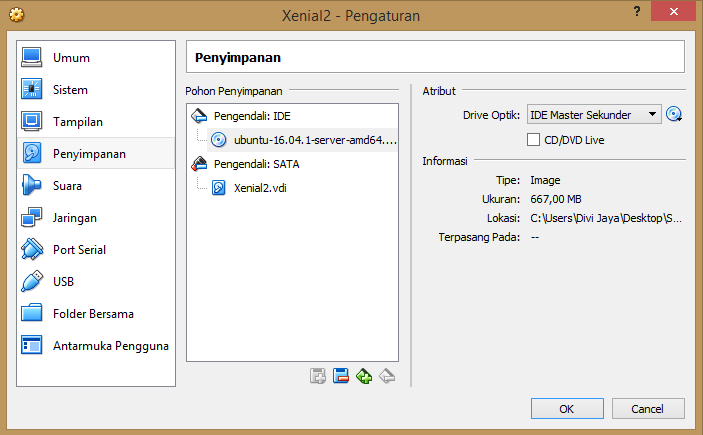 Xenial2 - Pengaturan
?
Umum
Sistem
Tampilan
Penyimpanan
Suara
Jaringan
Port Serial
USB
Folder Bersama
Antarmuka Pengguna
Penyimpanan
Pohon Penyimpanan
Pengendali: IDE
ubuntu-16.04.1-server-amd64....
Pengendali: SATA
Xenial2.vdi
Atribut
Drive Optik: IDE Master Sekunder
CD/DVD Live
Informasi
Tipe: Image
Ukuran: 667,00 MB
Lokasi: C:\Users\Divi Jaya\Desktop\S...
Terpasang Pada: --
OK Cancel